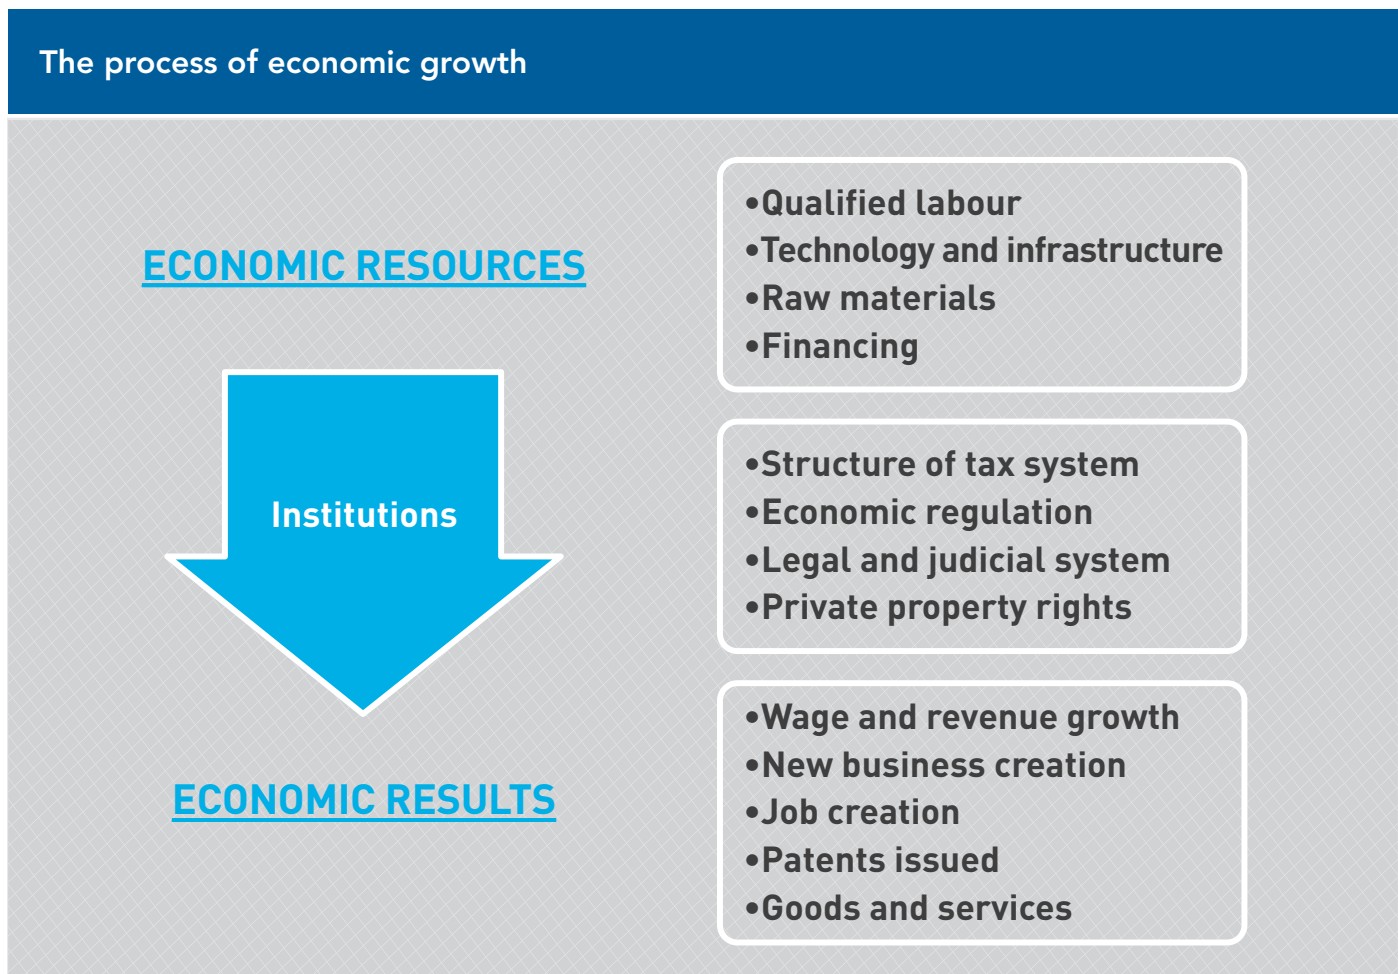 The process of economic growth
ECONOMIC RESOURCES
•Qualified labour
•Technology and infrastructure
•Raw materials
•Financing
Institutions
•Structure of tax system
•Economic regulation
•Legal and judicial system
•Private property rights
ECONOMIC RESULTS
•Wage and revenue growth
•New business creation
•Job creation
•Patents issued
•Goods and services